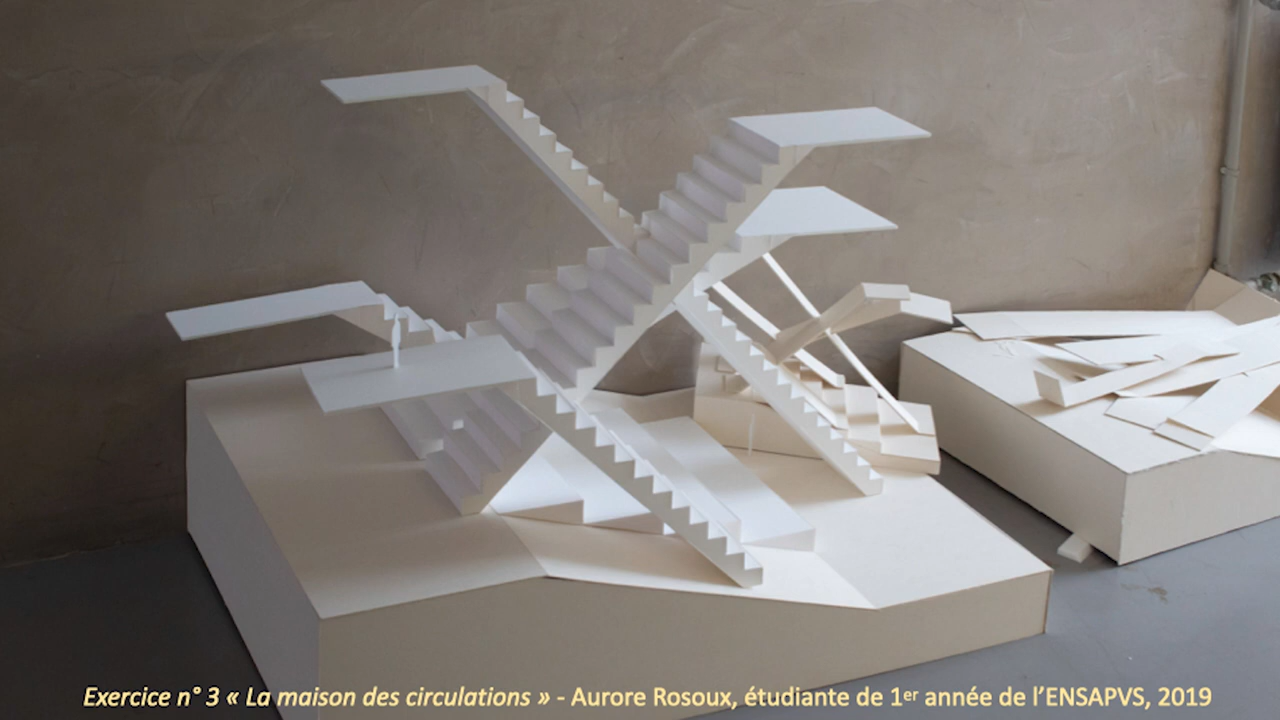 Exercice n° 3 « La maison des circulations » - Aurore Rosoux, étudiante de 1er année de l’ENSAPVS, 2019